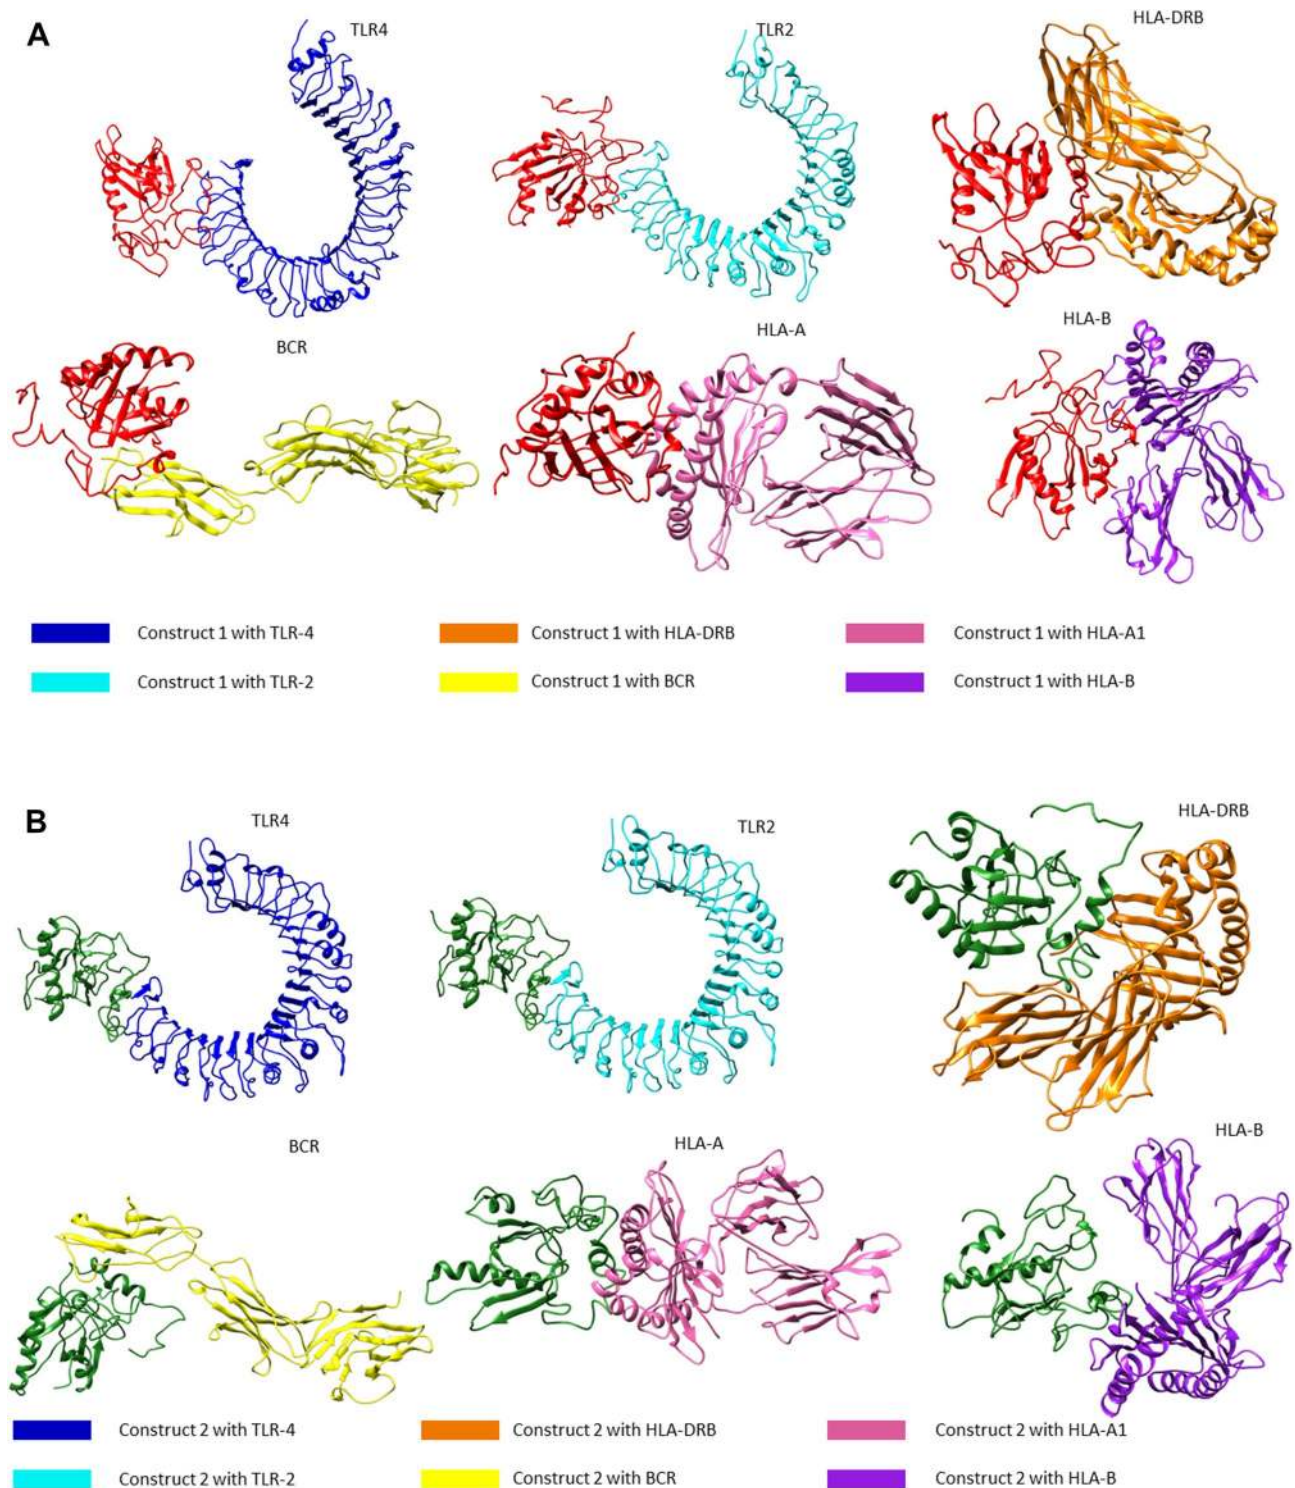 A
TLR4
TLR2
HLA-DRB
BCR
HLA-A
HLA-B
Construct 1 with TLR-4
Construct 1 with HLA-DRB
Construct 1 with HLA-A1
Construct 1 with TLR-2
Construct 1 with BCR
Construct 1 with HLA-B
B
TLR4
TLR2
HLA-DRB
BCR
HLA-A
HLA-B
Construct 2 with TLR-4
Construct 2 with HLA-DRB
Construct 2 with HLA-A1
Construct 2 with TLR-2
Construct 2 with BCR
Construct 2 with HLA-B